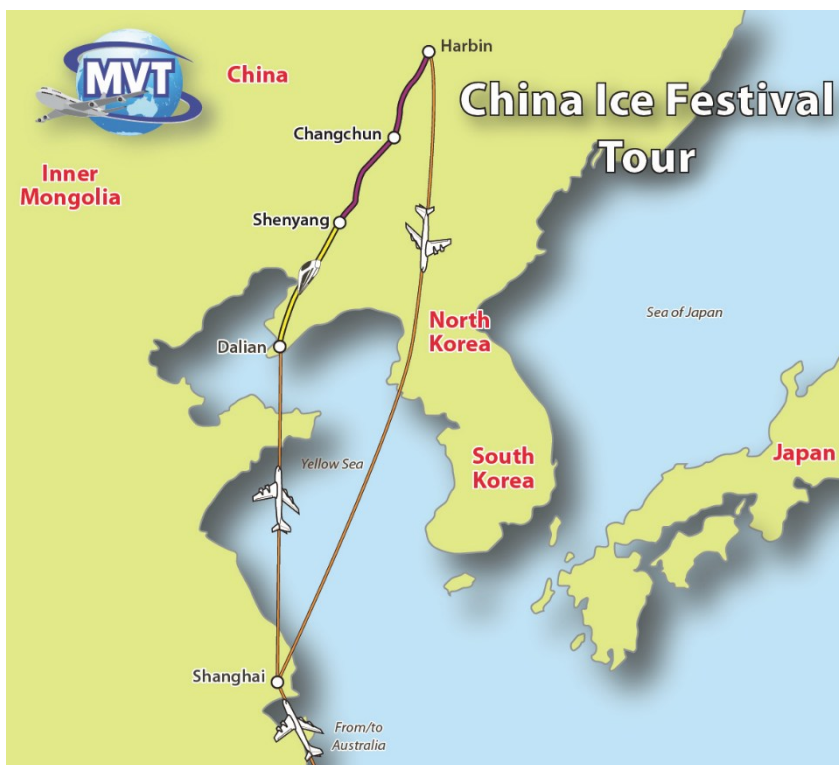 MVT
China
Harbin
China Ice Festival
Tour
Changchun
Inner
Mongolia
Shenyang
Sea of Japan
North
Korea
Dalian
Yellow Sea
South
Korea
Japan
Shanghai
From/to
Australia